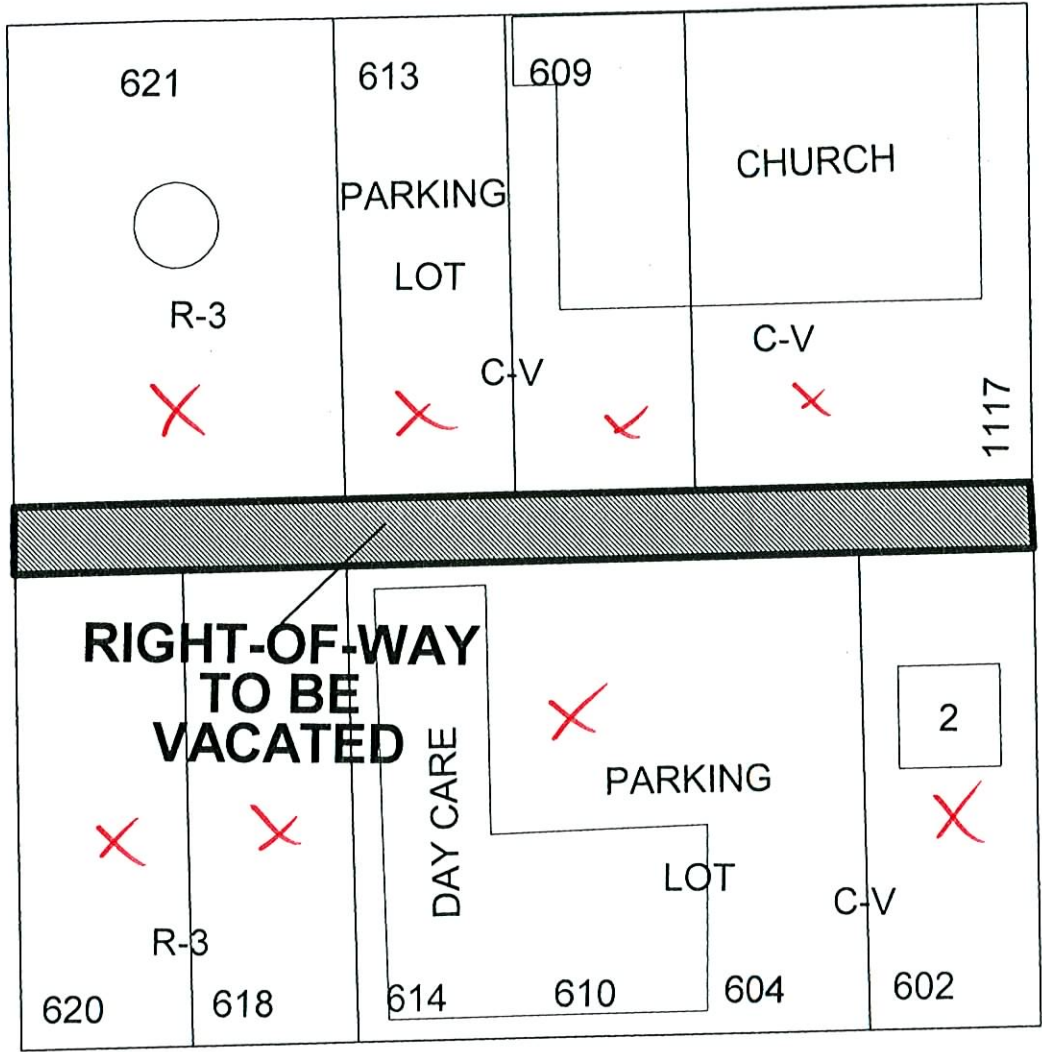 621
613
609
PARKING
LOT
CHURCH
R-3
C-V
C-V
1117
RIGHT-OF-WAY
TO BE
VACATED
DAY CARE
PARKING
LOT
2
C-V
R-3
620
618
614
610
604
602